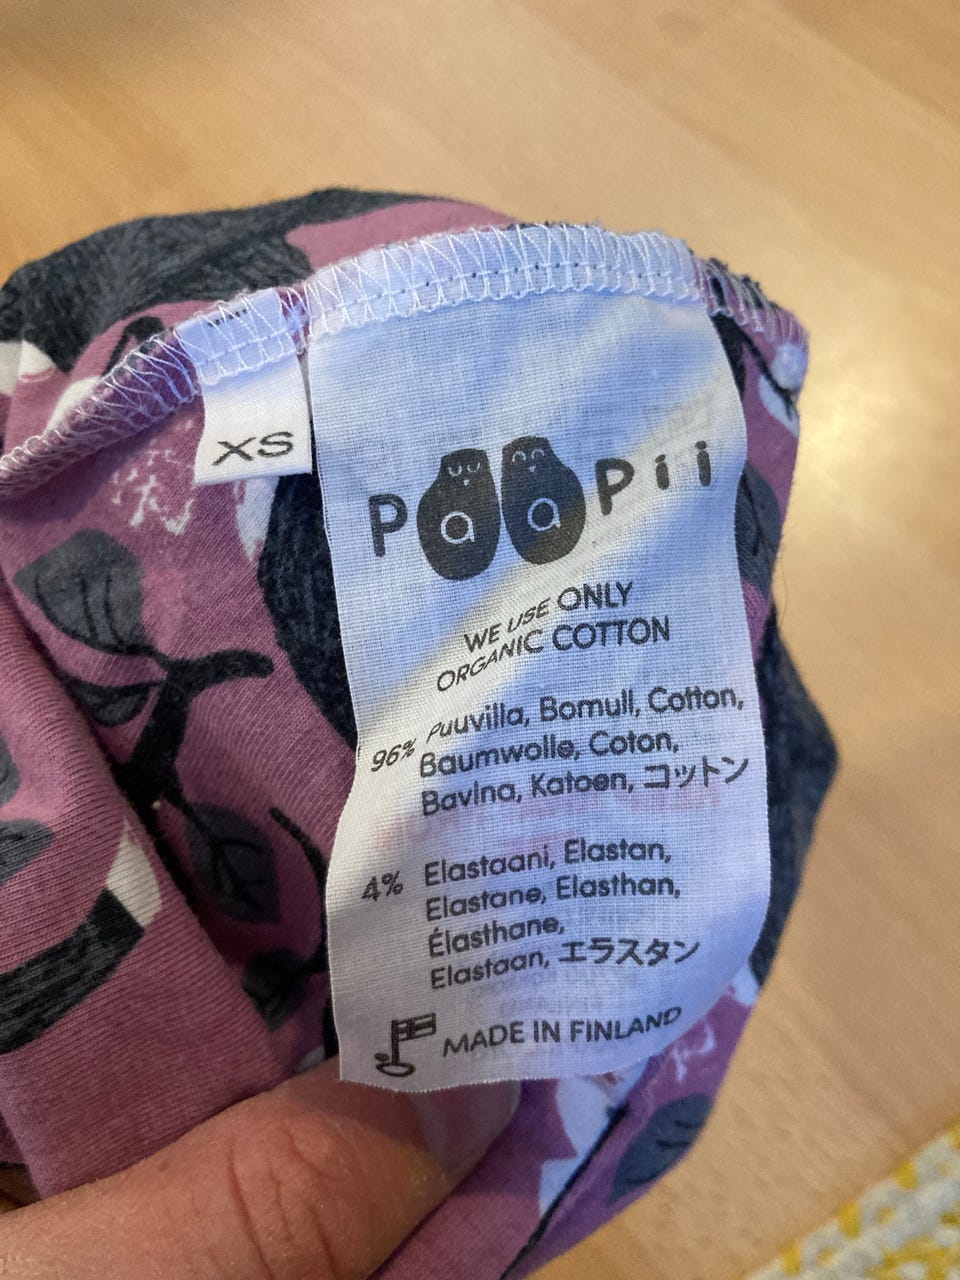 XS
Paapii
WE USE ONLY
ORGANIC COTTON
96% Puuvilla, Bomull, Cotton,
Baumwolle, Coton,
Bavlna, Katoen, コットン
4% Elastaani, Elastan,
Elastane, Elasthan,
Élasthane,
Elastaan, エラスタン
MADE IN FINLAND